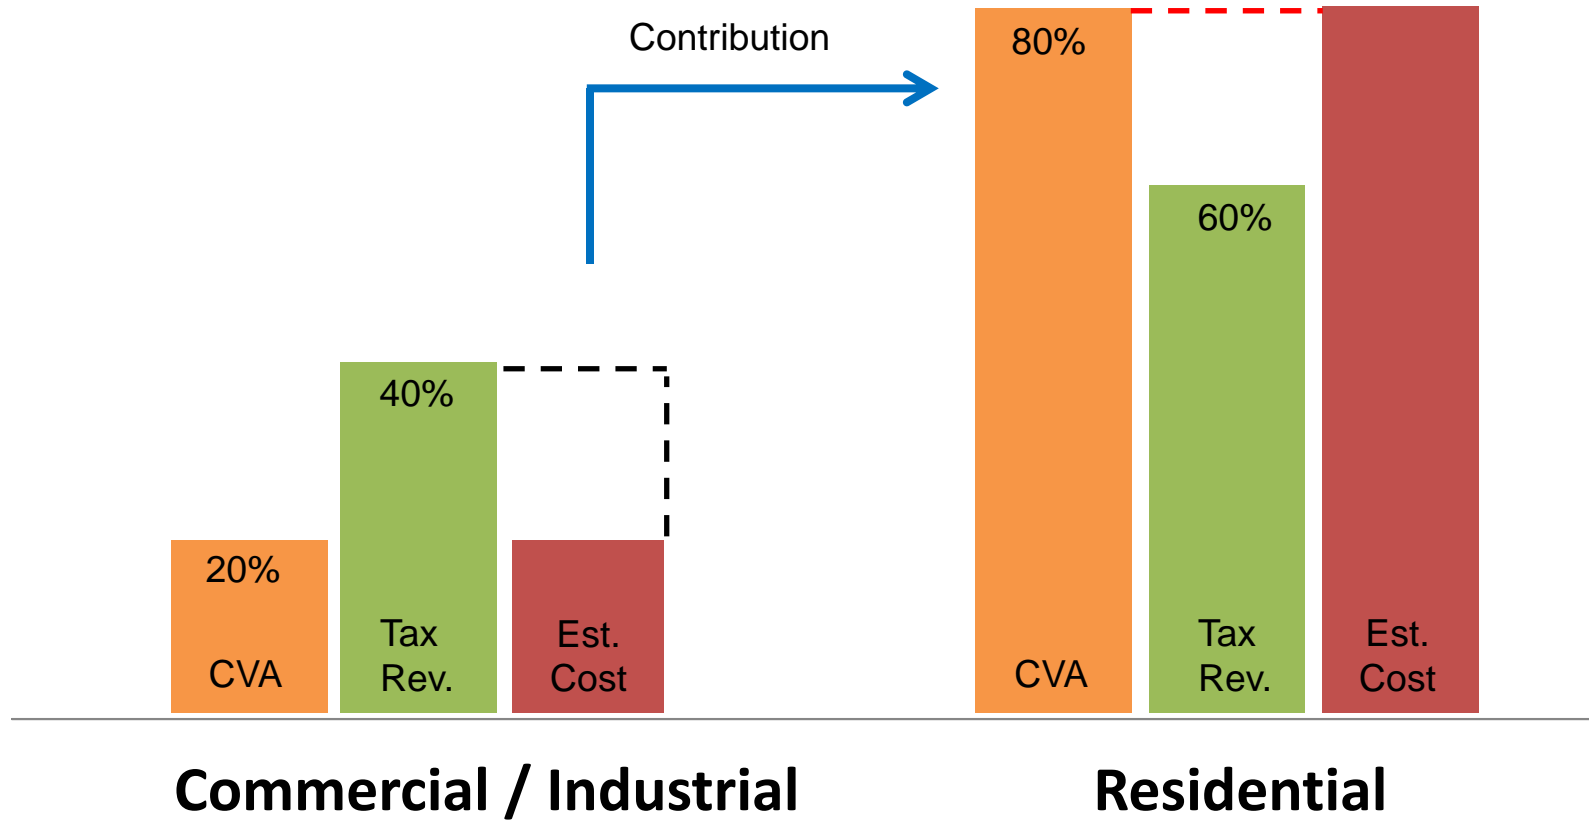 Contribution
80%
60%
40%
20%
CVA
Tax
Rev.
Est.
Cost
CVA
Tax
Rev.
Est.
Cost
Commercial / Industrial
Residential